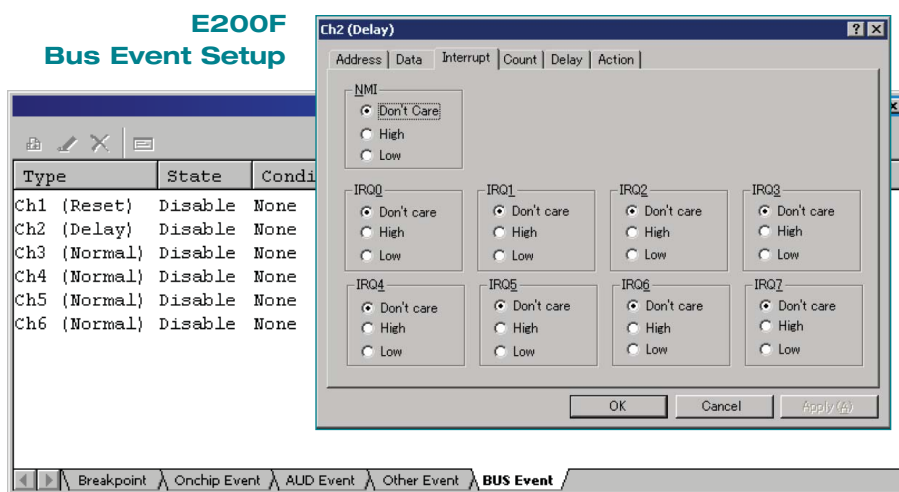 E200F
Bus Event Setup
Ch2 (Delay)
Address Data Interrupt Count Delay Action
NMI
Don't Care
High
Low
IRQ0 IRQ1 IRQ2 IRQ3
Don't care Don't care Don't care Don't care
High High High High
Low Low Low Low
IRQ4 IRQ5 IRQ6 IRQ7
Don't care Don't care Don't care Don't care
High High High High
Low Low Low Low
OK Cancel Apply(A)
Type State Condi
Ch1 (Reset) Disable None
Ch2 (Delay) Disable None
Ch3 (Normal) Disable None
Ch4 (Normal) Disable None
Ch5 (Normal) Disable None
Ch6 (Normal) Disable None
Breakpoint Onchip Event AUD Event Other Event BUS Event